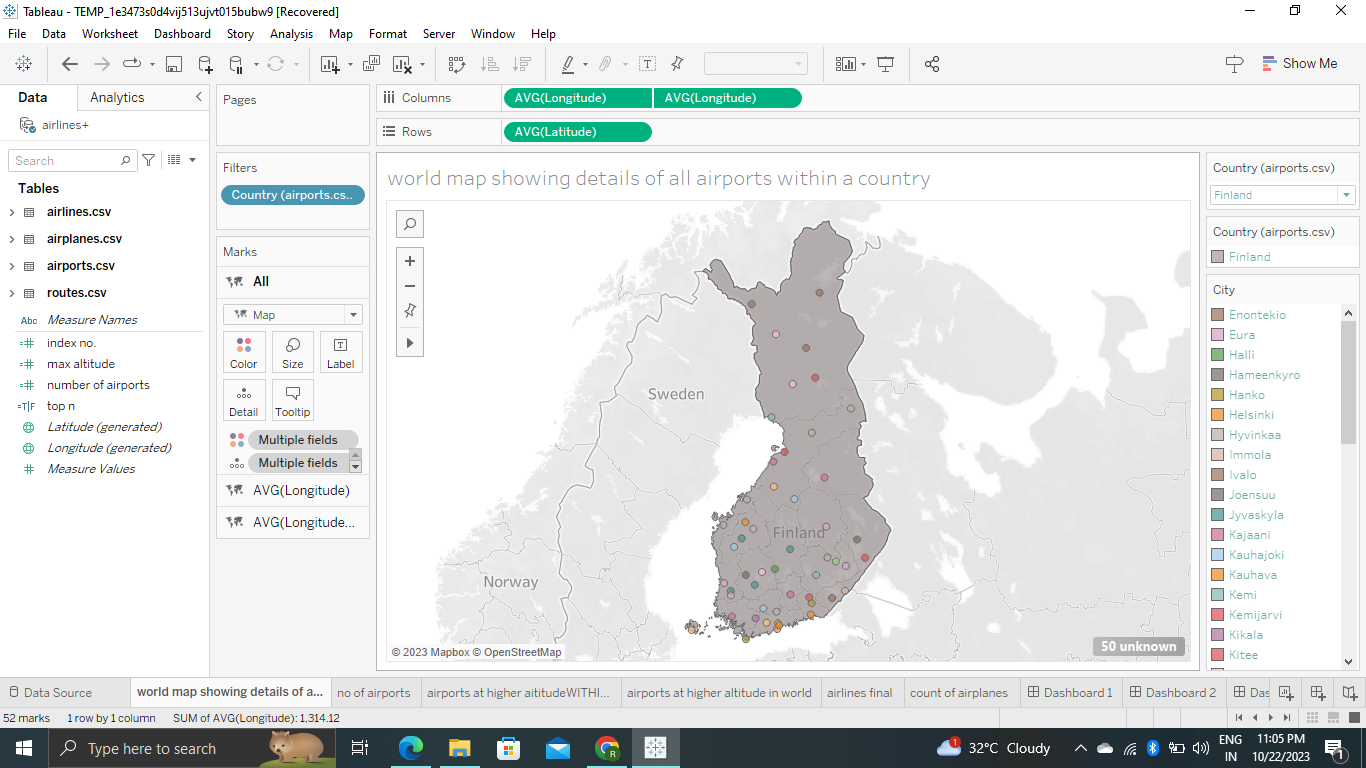 Tableau - TEMP_1e3473s0d4vij513ujvt015bubw9 [Recovered]
File Data Worksheet Dashboard Story Analysis Map Format Server Window Help
Show Me
Data Analytics
airlines+
Search
Tables
airlines.csv
airplanes.csv
airports.csv
routes.csv
Abc Measure Names
index no.
max altitude
number of airports
T|F top n
Latitude (generated)
Longitude (generated)
Measure Values
Pages
Filters
Country (airports.cs..
Marks
All
Map
Color Size Label
Detail Tooltip
Multiple fields
Multiple fields
AVG(Longitude)
AVG(Longitude...
Columns AVG(Longitude) AVG(Longitude)
Rows AVG(Latitude)
world map showing details of all airports within a country
Sweden
Finland
Norway
© 2023 Mapbox © OpenStreetMap
50 unknown
Country (airports.csv)
Finland
Country (airports.csv)
Finland
City
Enontekio
Eura
Halli
Hameenkyro
Hanko
Helsinki
Hyvinkaa
Immola
Ivalo
Joensuu
Jyvaskyla
Kajaani
Kauhajoki
Kauhava
Kemi
Kemijarvi
Kikala
Kitee
Data Source world map showing details of a... no of airports airports at higher aititudeWITHI... airports at higher altitude in world airlines final count of airplanes Dashboard 1 Dashboard 2 Das
52 marks 1 row by 1 column SUM of AVG(Longitude): 1,314.12
Type here to search
1
32°C Cloudy
ENG
IN
11:05 PM
10/22/2023
1